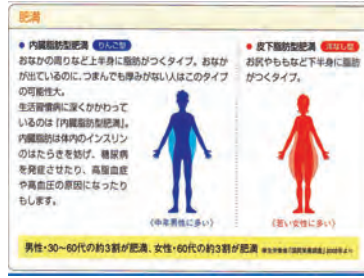 肥満
● 内臓脂肪型肥満 りんご型
おなかの周りなど上半身に脂肪がつくタイプ。おなか
が出ているのに、つまんでも厚みがない人はこのタイプ
の可能性大。
生活習慣病に深くかかわって
いるのは「内臓脂肪型肥満」。
内臓脂肪は体内のインスリン
のはたらきを妨げ、糖尿病
を発症させたり、高脂血症
や高血圧の原因になったり
もします。
(中年男性に多い)
● 皮下脂肪型肥満 洋なし型
お尻やももなど下半身に脂肪
がつくタイプ。
(若い女性に多い)
男性・30〜60代の約3割が肥満、女性・60代の約3割が肥満